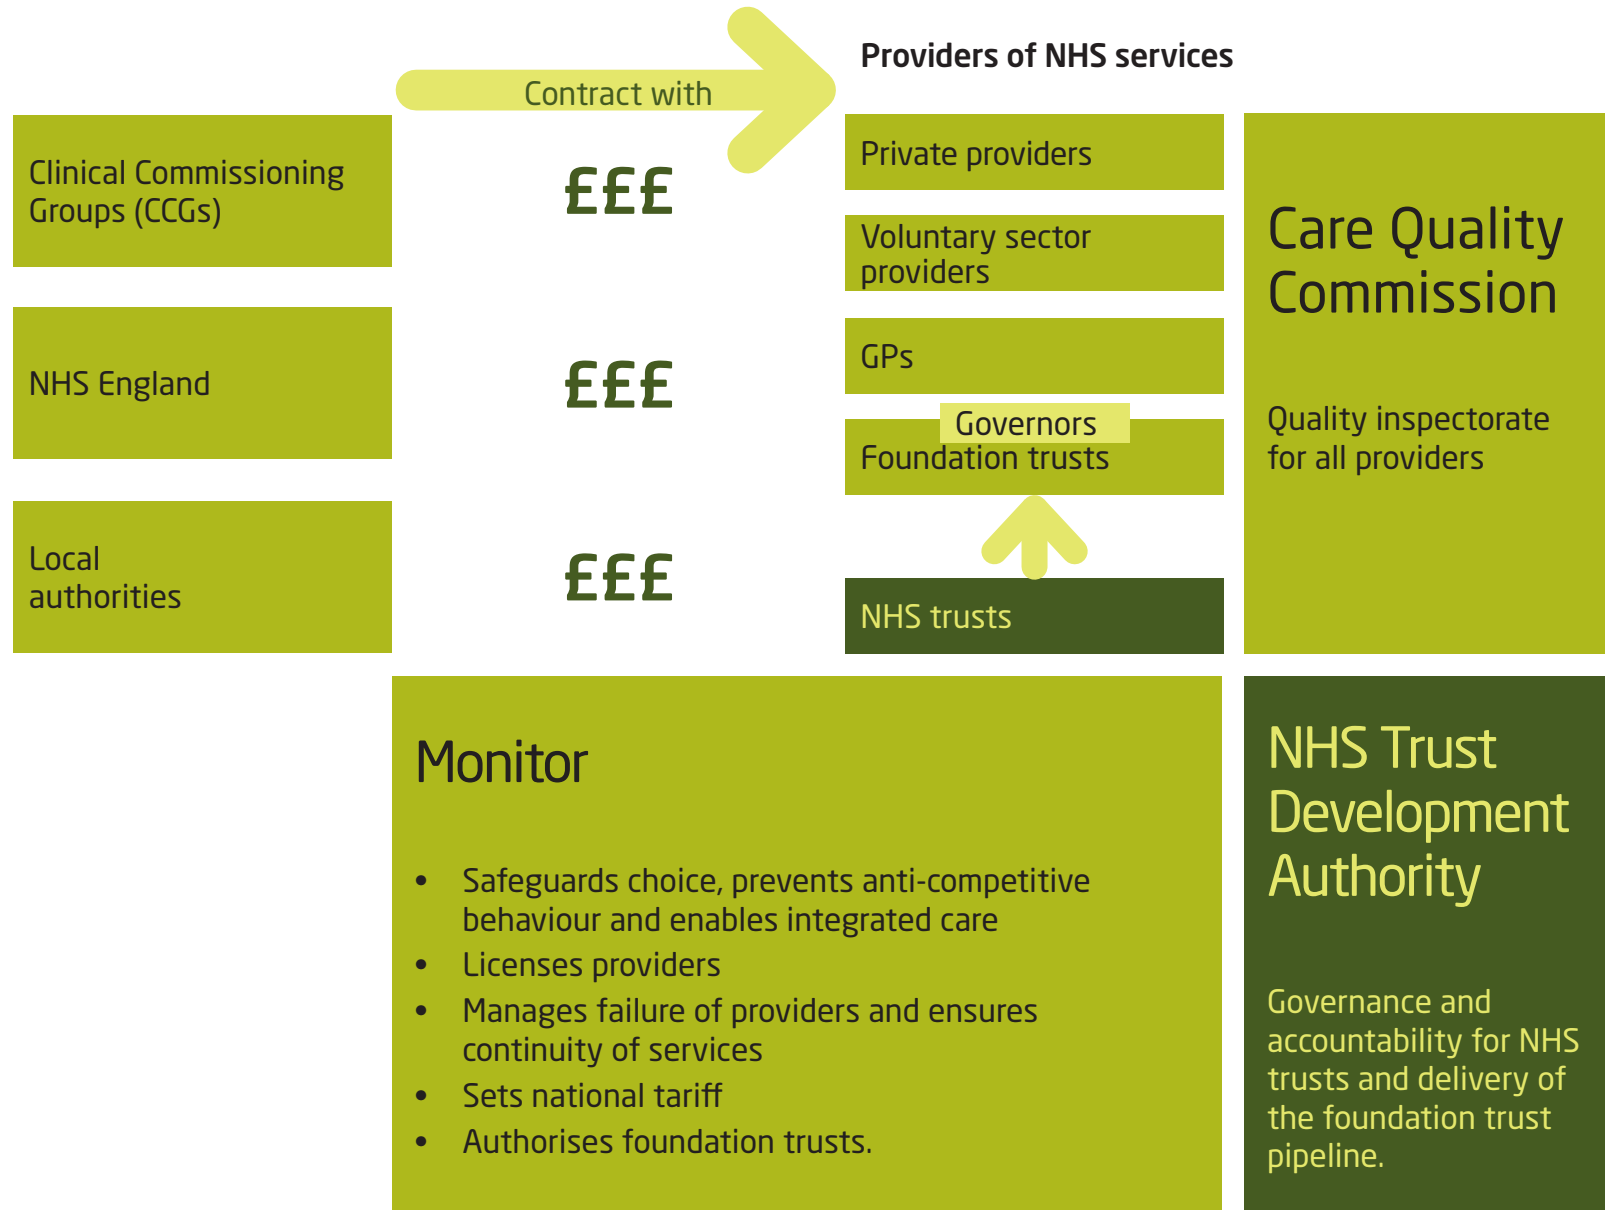 Contract with
Providers of NHS services
Clinical Commissioning
Groups (CCGs)
£££
NHS England
£££
Local
authorities
£££
Private providers
Voluntary sector
providers
GPs
Governors
Foundation trusts
NHS trusts
Care Quality
Commission
Quality inspectorate
for all providers
Monitor
• Safeguards choice, prevents anti-competitive
behaviour and enables integrated care
• Licenses providers
• Manages failure of providers and ensures
continuity of services
• Sets national tariff
• Authorises foundation trusts.
NHS Trust
Development
Authority
Governance and
accountability for NHS
trusts and delivery of
the foundation trust
pipeline.